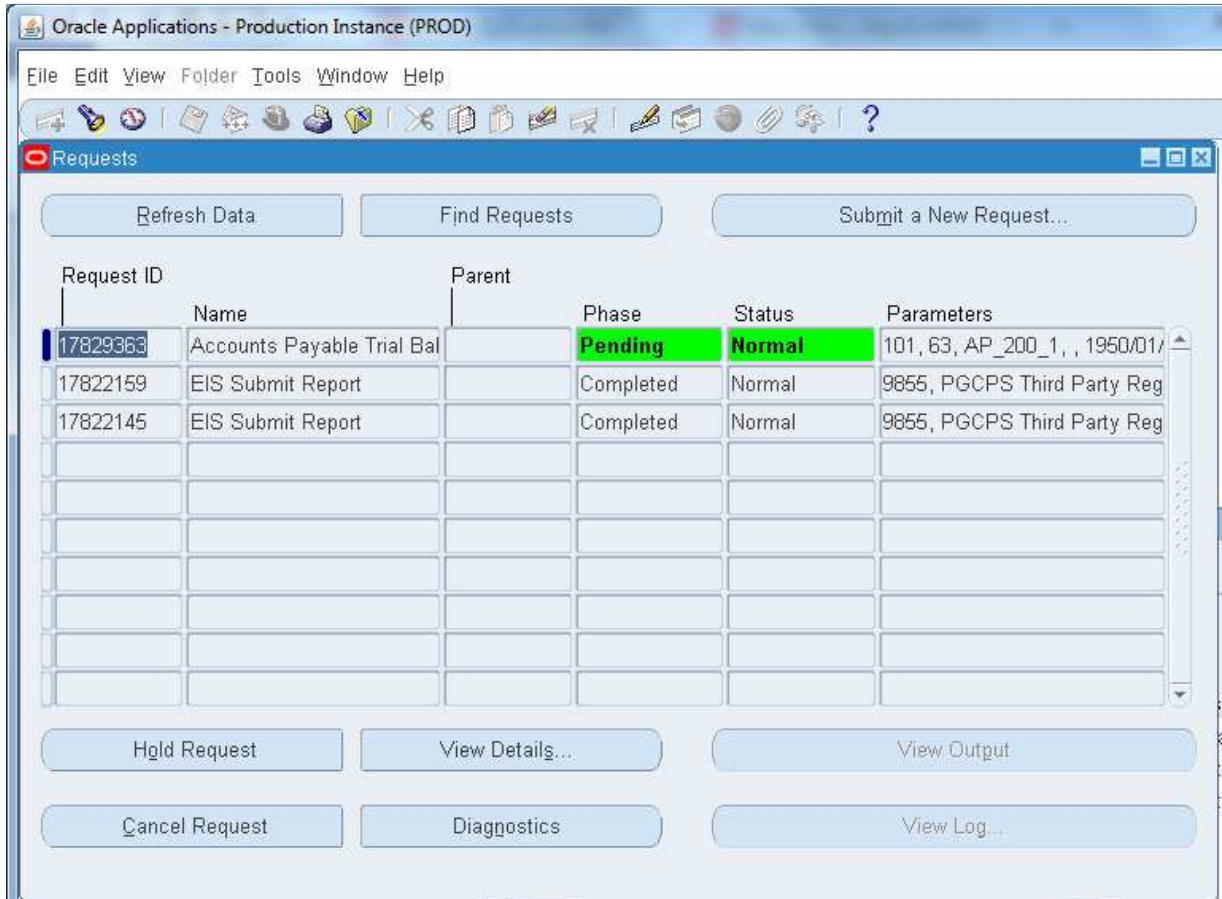 Oracle Applications - Production Instance (PROD)
File Edit View Folder Tools Window Help
?
Requests
Refresh Data Find Requests Submit a New Request...
Request ID Parent
Name Phase Status Parameters
17829363 Accounts Payable Trial Bal Pending Normal 101, 63, AP_200_1, , 1950/01/
17822159 EIS Submit Report Completed Normal 9855, PGCPS Third Party Reg
17822145 EIS Submit Report Completed Normal 9855, PGCPS Third Party Reg
Hold Request View Details... View Output
Cancel Request Diagnostics View Log...